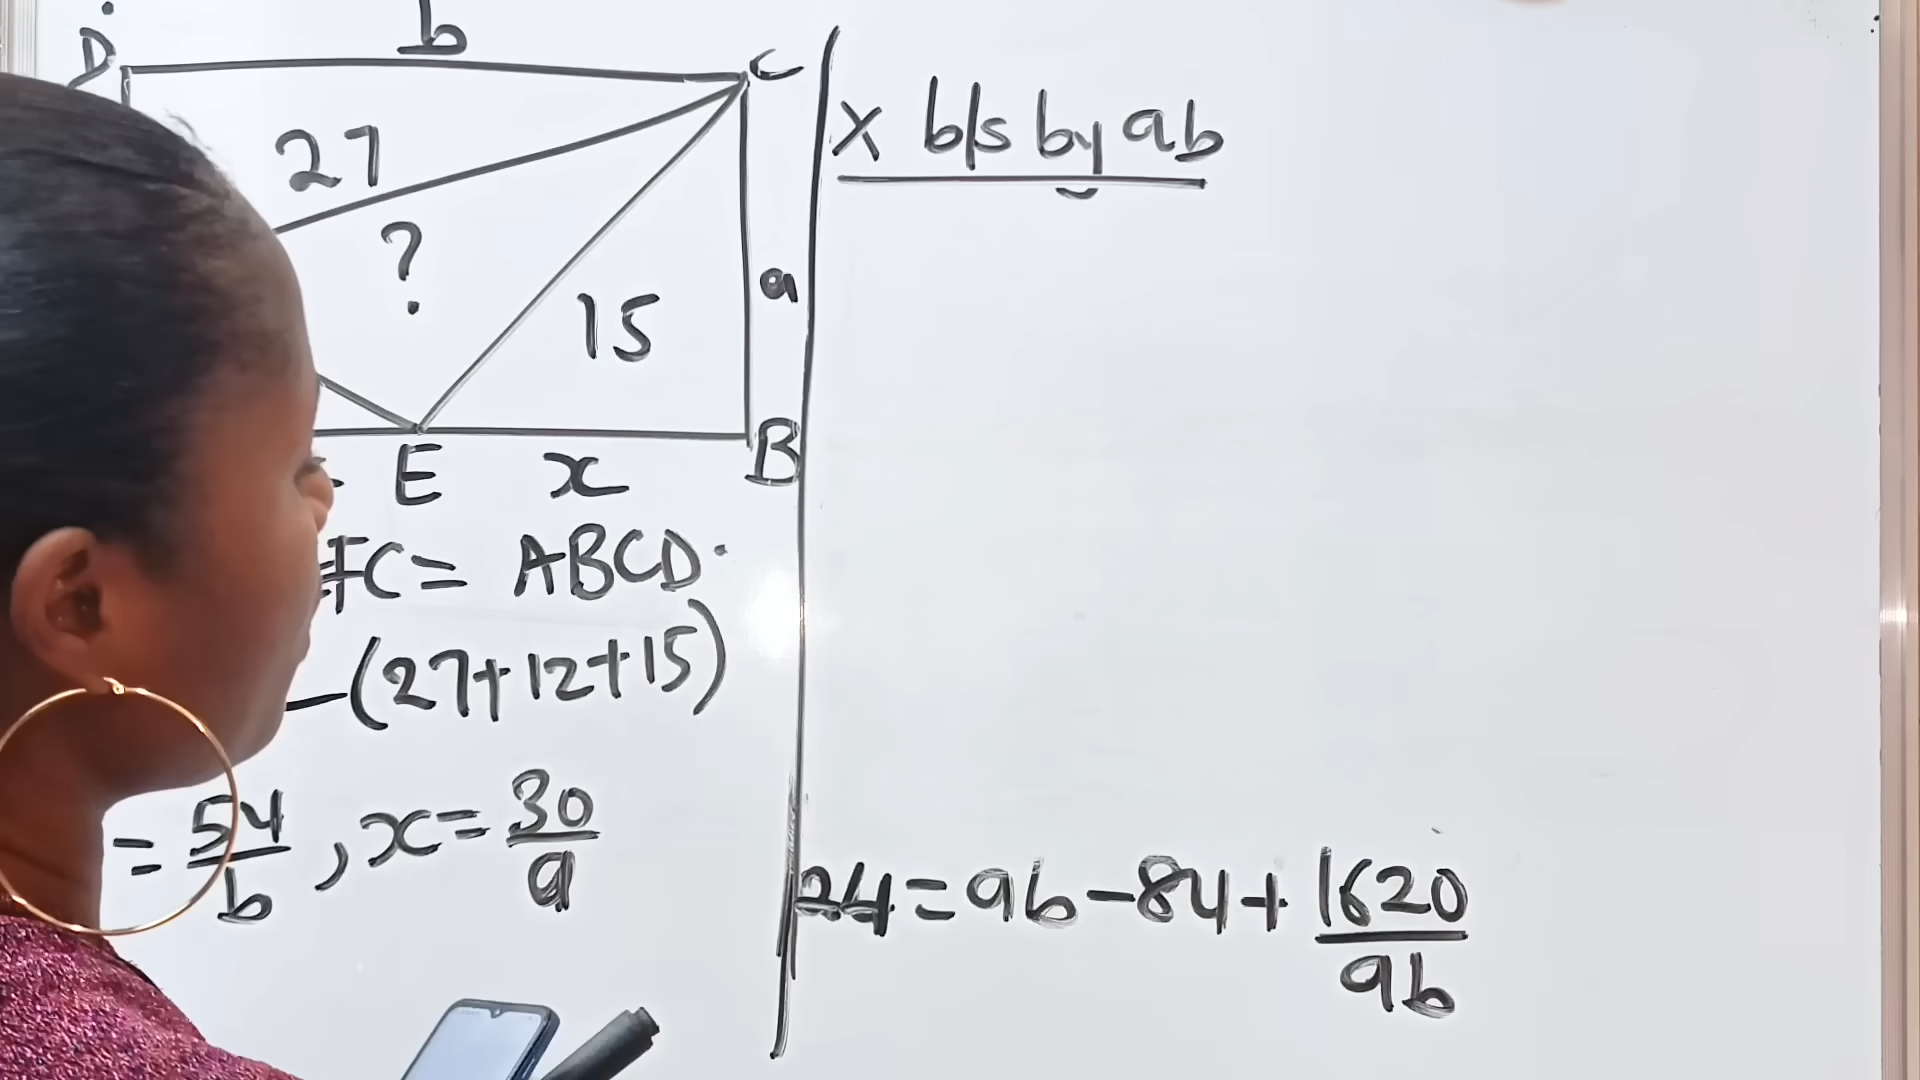 D b C
27
?
15 a
E x B
FC = ABCD
-(27+12+15)
= 54/b , x = 30/a
x b/s by ab
24 = ab - 84 + 1620/ab